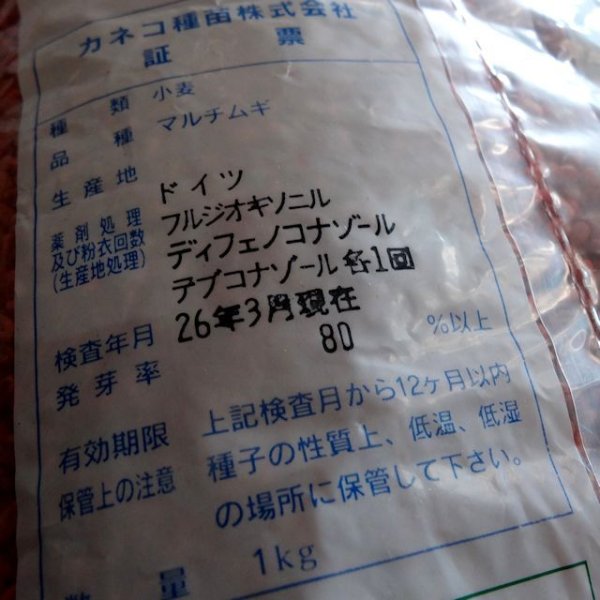 カネコ種苗株式会社
証 票
種 類 小麦
品 種 マルチムギ
生 産 地 ドイツ
薬剤処理
及び粉衣回数
(生産地処理)
フルジオキソニル
ディフェノコナゾール
テブコナゾール各1回
検査年月 26年3月現在
発芽率 80 %以上
有効期限 上記検査月から12ヶ月以内
保管上の注意 種子の性質上、低温、低湿
の場所に保管して下さい。
数 量 1kg